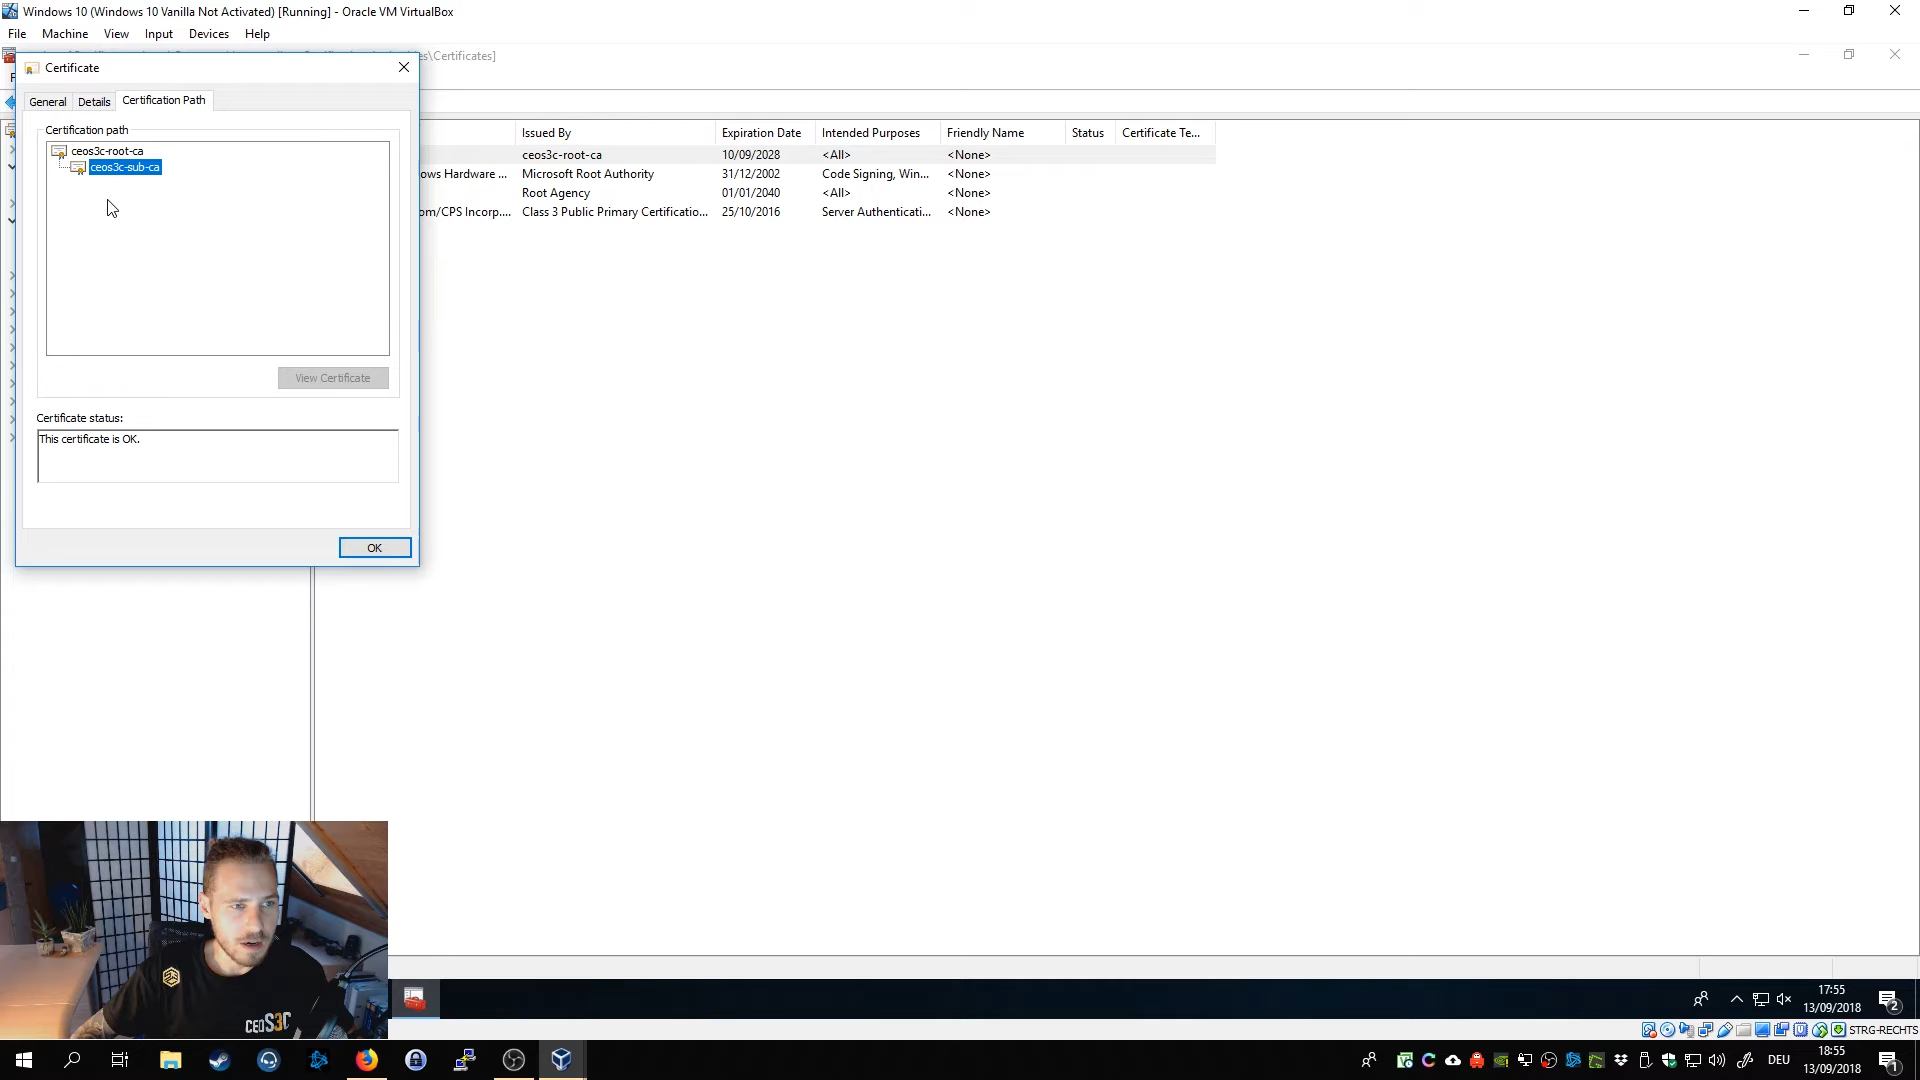 Windows 10 (Windows 10 Vanilla Not Activated) [Running] - Oracle VM VirtualBox
File Machine View Input Devices Help
es\Certificates]
Certificate
General Details Certification Path
Certification path
ceos3c-root-ca
ceos3c-sub-ca
View Certificate
Certificate status:
This certificate is OK.
OK
Issued By Expiration Date Intended Purposes Friendly Name Status Certificate Te...
ceos3c-root-ca 10/09/2028 <All> <None>
ows Hardware ... Microsoft Root Authority 31/12/2002 Code Signing, Win... <None>
Root Agency 01/01/2040 <All> <None>
om/CPS Incorp.... Class 3 Public Primary Certificatio... 25/10/2016 Server Authenticati... <None>
CEOS3C
17:55
13/09/2018
2
STRG-RECHTS
DEU
18:55
13/09/2018
1